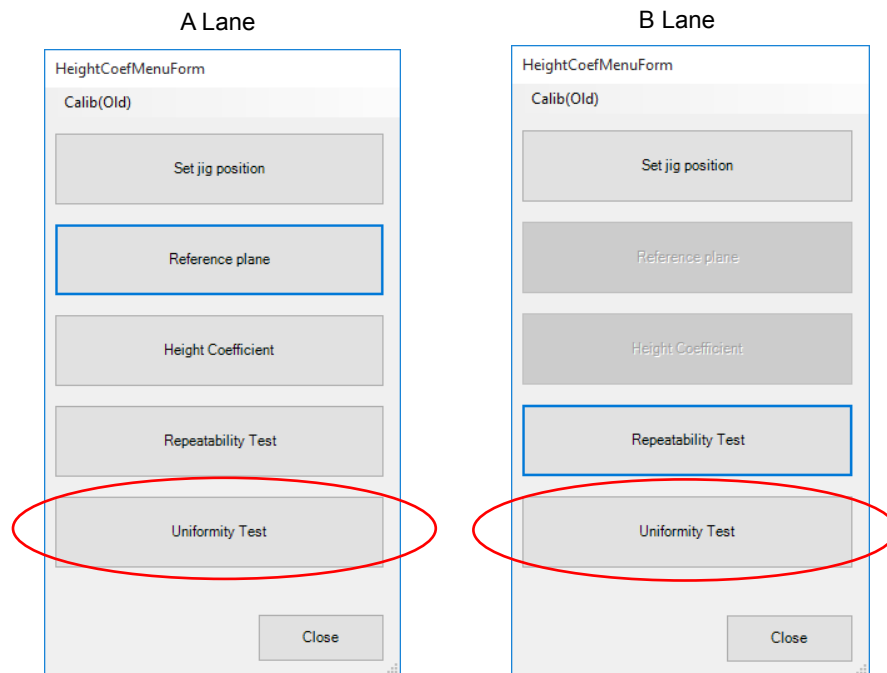 A Lane
HeightCoefMenuForm
Calib(Old)
Set jig position
Reference plane
Height Coefficient
Repeatability Test
Uniformity Test
Close
B Lane
HeightCoefMenuForm
Calib(Old)
Set jig position
Reference plane
Height Coefficient
Repeatability Test
Uniformity Test
Close